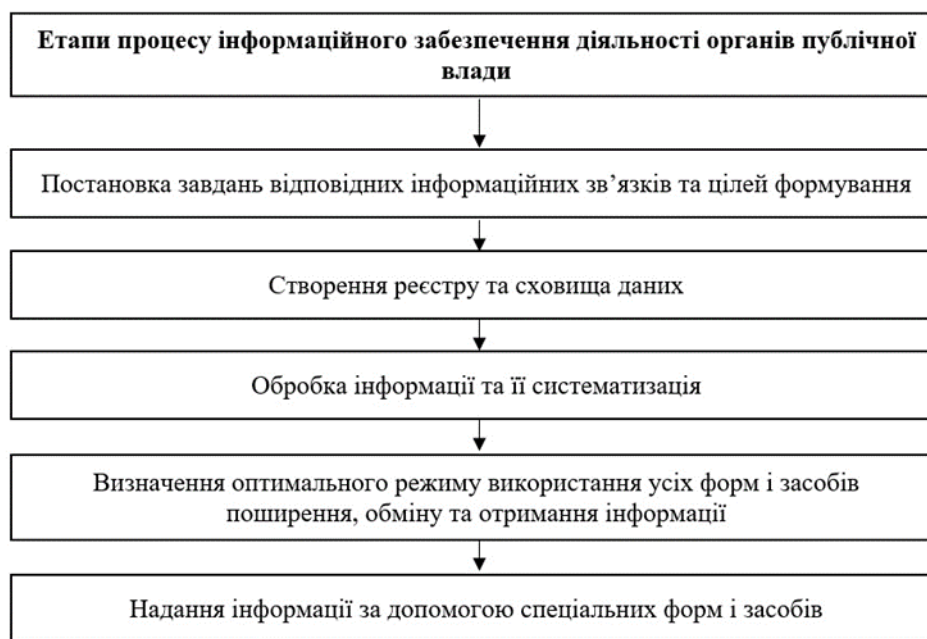 Етапи процесу інформаційного забезпечення діяльності органів публічної
влади
Постановка завдань відповідних інформаційних зв’язків та цілей формування
Створення реєстру та сховища даних
Обробка інформації та її систематизація
Визначення оптимального режиму використання усіх форм і засобів
поширення, обміну та отримання інформації
Надання інформації за допомогою спеціальних форм і засобів